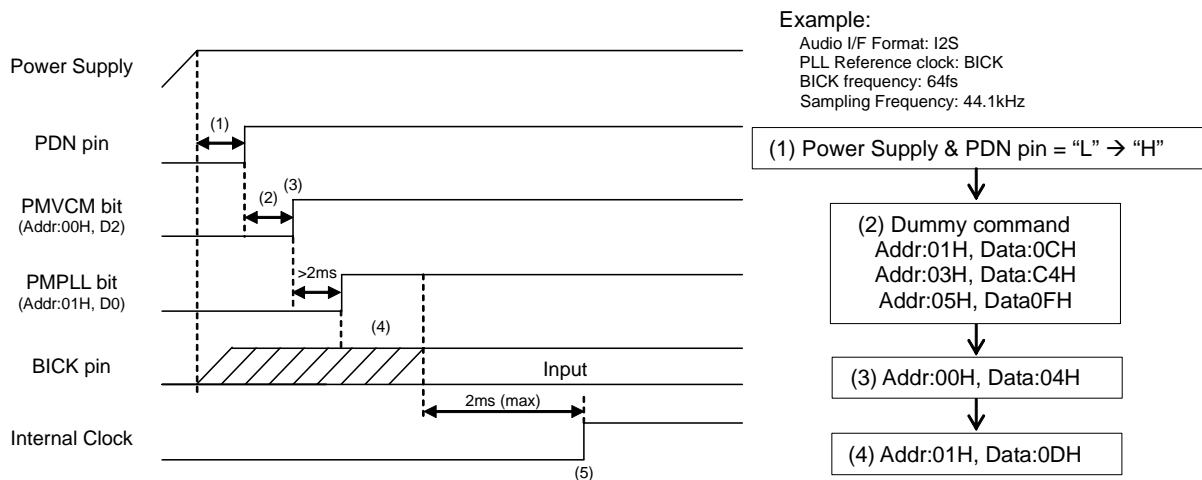 Example:
Audio I/F Format: I2S
PLL Reference clock: BICK
BICK frequency: 64fs
Sampling Frequency: 44.1kHz
Power Supply
(1)
PDN pin
(1) Power Supply & PDN pin = “L” → “H”
(2)
(3)
PMVCM bit
(Addr:00H, D2)
(2) Dummy command
Addr:01H, Data:0CH
Addr:03H, Data:C4H
Addr:05H, Data0FH
>2ms
PMPLL bit
(Addr:01H, D0)
(4)
BICK pin
Input
(3) Addr:00H, Data:04H
2ms (max)
Internal Clock
(5)
(4) Addr:01H, Data:0DH